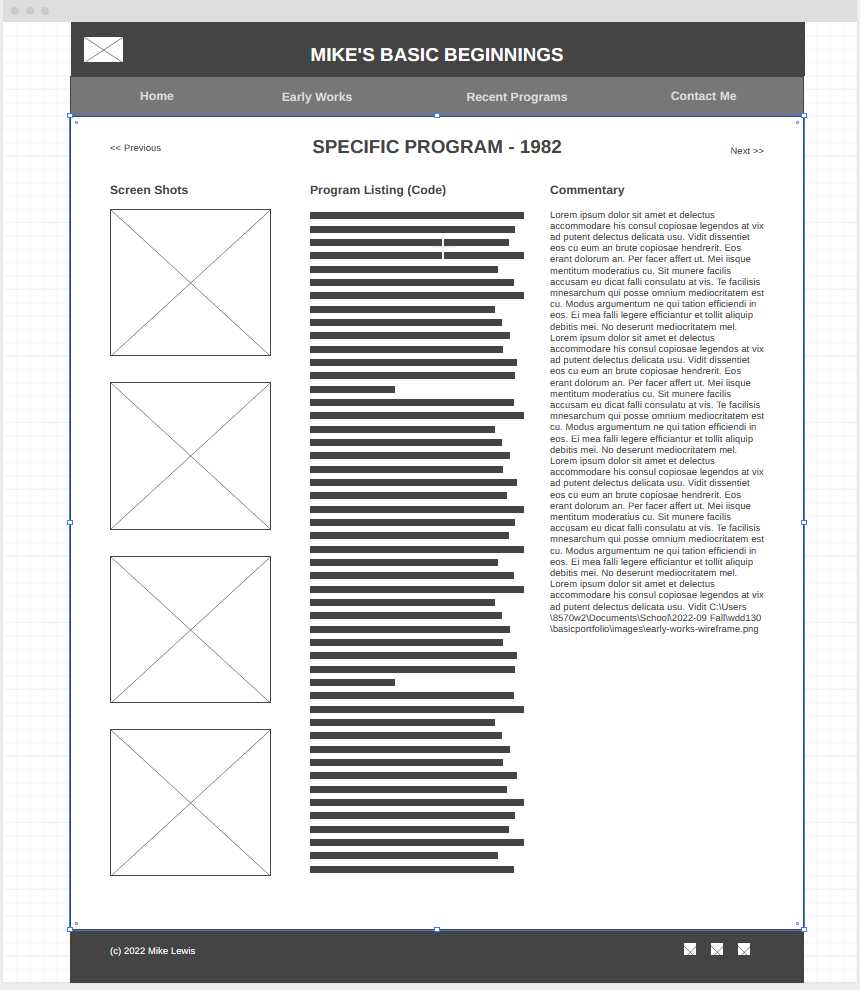 MIKE'S BASIC BEGINNINGS
Home
Early Works
Recent Programs
Contact Me
<< Previous
SPECIFIC PROGRAM - 1982
Next >>
Screen Shots
Program Listing (Code)
Commentary
Lorem ipsum dolor sit amet et delectus
accommodare his consul copiosae legendos at vix
ad putent delectus delicata usu. Vidit dissentiet
eos cu eum an brute copiosae hendrerit. Eos
erant dolorum an. Per facer affert ut. Mei iisque
mentitum moderatius cu. Sit munere facilis
accusam eu dicat falli consulatu at vis. Te facilisis
mnesarchum qui posse omnium mediocritatem est
cu. Modus argumentum ne qui tation efficiendi in
eos. Ei mea falli legere efficiantur et tollit aliquip
debitis mei. No deserunt mediocritatem mel.
Lorem ipsum dolor sit amet et delectus
accommodare his consul copiosae legendos at vix
ad putent delectus delicata usu. Vidit dissentiet
eos cu eum an brute copiosae hendrerit. Eos
erant dolorum an. Per facer affert ut. Mei iisque
mentitum moderatius cu. Sit munere facilis
accusam eu dicat falli consulatu at vis. Te facilisis
mnesarchum qui posse omnium mediocritatem est
cu. Modus argumentum ne qui tation efficiendi in
eos. Ei mea falli legere efficiantur et tollit aliquip
debitis mei. No deserunt mediocritatem mel.
Lorem ipsum dolor sit amet et delectus
accommodare his consul copiosae legendos at vix
ad putent delectus delicata usu. Vidit dissentiet
eos cu eum an brute copiosae hendrerit. Eos
erant dolorum an. Per facer affert ut. Mei iisque
mentitum moderatius cu. Sit munere facilis
accusam eu dicat falli consulatu at vis. Te facilisis
mnesarchum qui posse omnium mediocritatem est
cu. Modus argumentum ne qui tation efficiendi in
eos. Ei mea falli legere efficiantur et tollit aliquip
debitis mei. No deserunt mediocritatem mel.
Lorem ipsum dolor sit amet et delectus
accommodare his consul copiosae legendos at vix
ad putent delectus delicata usu. Vidit C:\Users
\8570w2\Documents\School\2022-09 Fall\wdd130
\basicportfolio\images\early-works-wireframe.png
(c) 2022 Mike Lewis